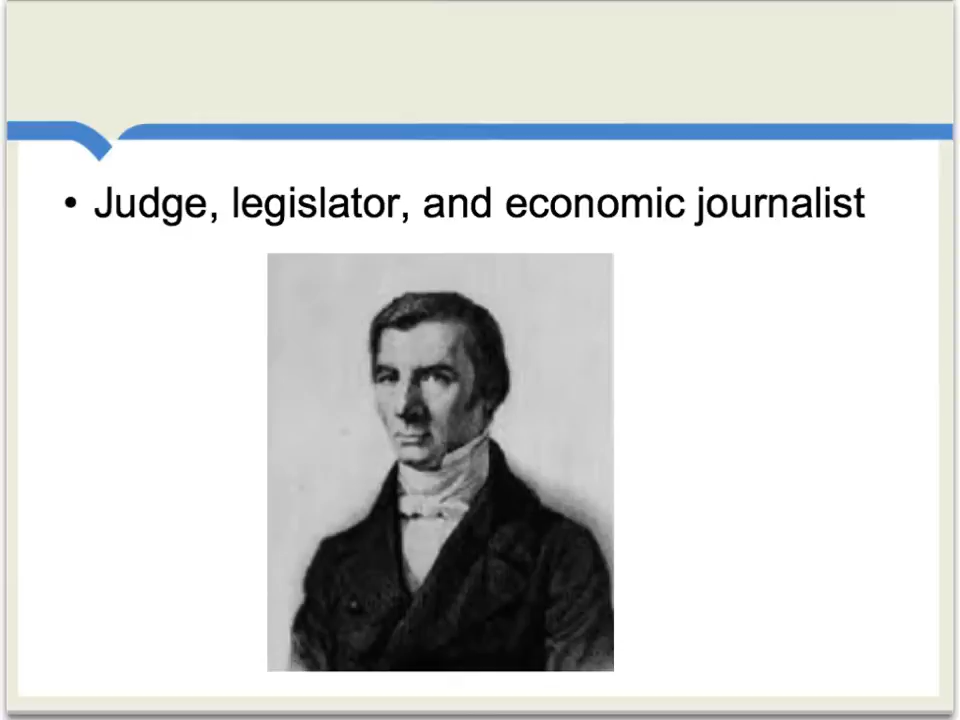 • Judge, legislator, and economic journalist